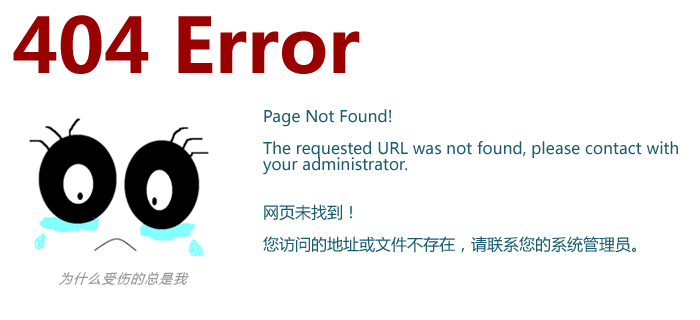 404 Error
Page Not Found!
The requested URL was not found, please contact with
your administrator.
网页未找到！
您访问的地址或文件不存在，请联系您的系统管理员。
为什么受伤的总是我